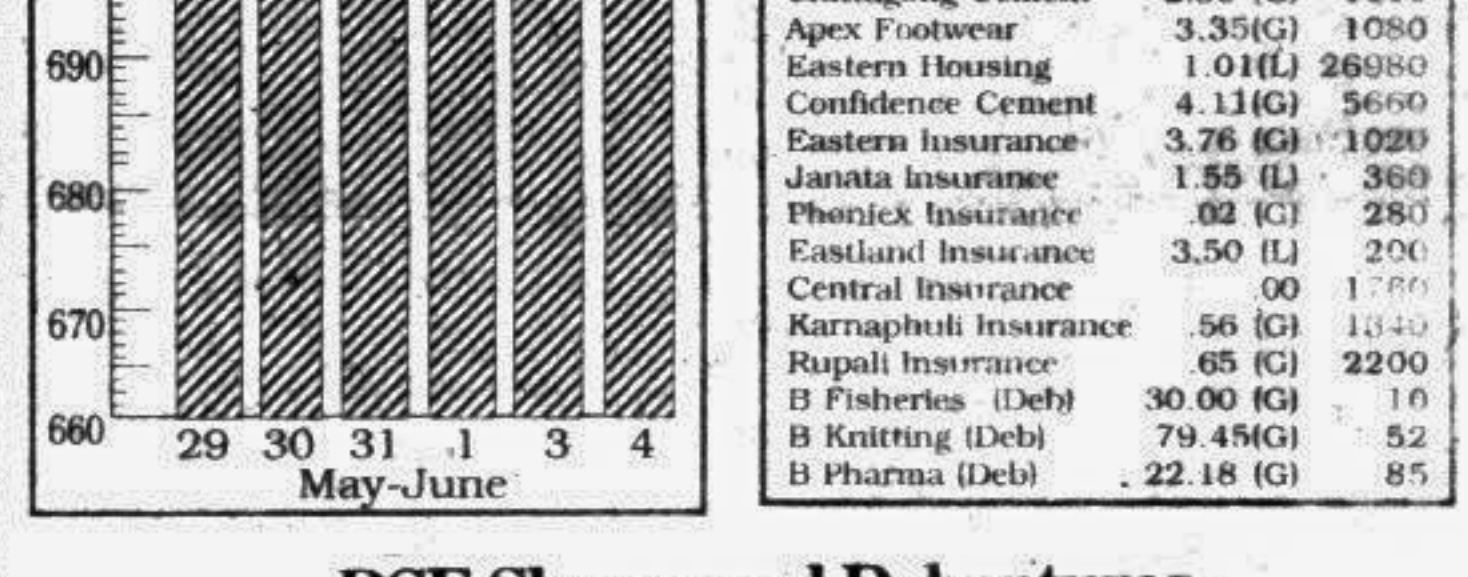 690
680
670
660
29 30 31 1 3 4
May-June
Apex Footwear 3.35(G) 1080
Eastern Housing 1.01(L) 26980
Confidence Cement 4.11(G) 5660
Eastern Insurance 3.76 (G) 1020
Janata Insurance 1.55 (L) 360
Phoniex Insurance .02 (G) 280
Eastland Insurance 3.50 (L) 200
Central Insurance 00
Karnaphuli Insurance .56 (G) 1340
Rupali Insurance .65 (G) 2200
B Fisheries (Deb) 30.00 (G) 10
B Knitting (Deb) 79.45(G) 52
B Pharma (Deb) 22.18 (G) 85